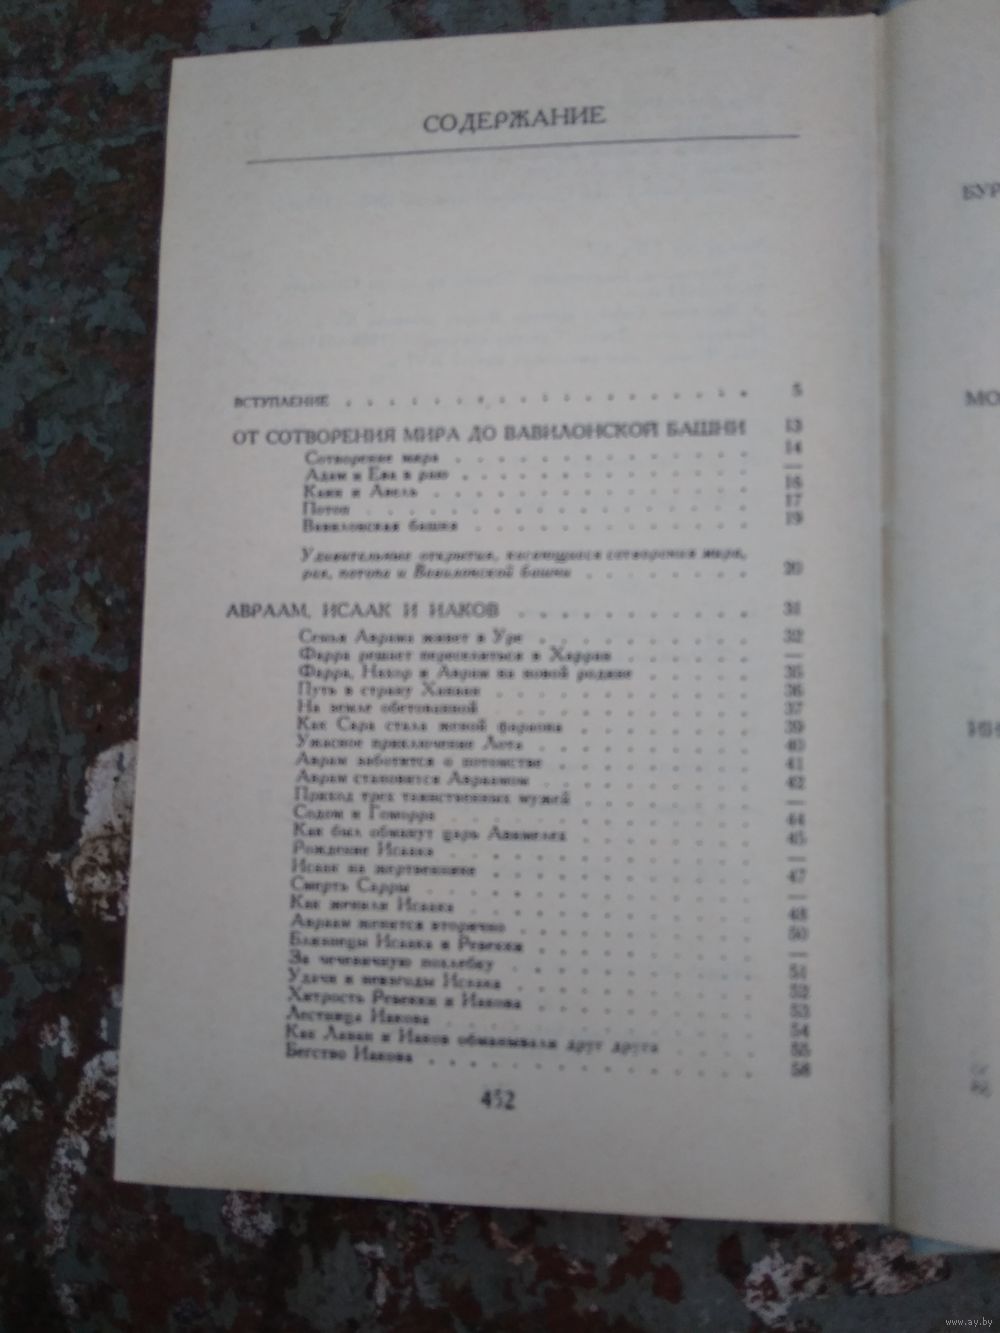 СОДЕРЖАНИЕ
ВСТУПЛЕНИЕ . . . . . . . . . . . . . . . . 5
ОТ СОТВОРЕНИЯ МИРА ДО ВАВИЛОНСКОЙ БАШНИ 13
Сотворение мира . . . . . . . . . . . . 14
Адам и Ева в раю . . . . . . . . . . . . —
Каин и Авель . . . . . . . . . . . . 16
Потоп . . . . . . . . . . . . 17
Вавилонская башня . . . . . . . . . . . . 19
Удивительные открытия, касающиеся сотворения мира,
рая, потопа и Вавилонской башни . . . . . . . 20
АВРААМ, ИСААК И ИАКОВ . . . . . . . . . . 31
Семья Аврама живет в Уре . . . . . . . . 32
Фарра решает переселиться в Харран . . . . . —
Фарра, Нахор и Аврам на новой родине . . . . . 35
Путь в страну Ханаан . . . . . . . . . . 36
На земле обетованной . . . . . . . . . . 37
Как Сара стала женой фараона . . . . . . . 39
Ужасное приключение Лота . . . . . . . . 40
Аврам заботится о потомстве . . . . . . . . 41
Аврам становится Авраамом . . . . . . . . 42
Приход трех таинственных мужей . . . . . . . —
Содом и Гоморра . . . . . . . . . . . 44
Как был обманут царь Авимелех . . . . . . . 45
Рождение Исаака . . . . . . . . . . . —
Исаак на жертвеннике . . . . . . . . . . 47
Смерть Сарры . . . . . . . . . . . . —
Как женили Исаака . . . . . . . . . . . 48
Авраам женится вторично . . . . . . . . . 50
Близнецы Исаака и Ревекки . . . . . . . . —
За чечевичную похлебку . . . . . . . . . 51
Удачи и невзгоды Исаака . . . . . . . . . 52
Хитрость Ревекки и Иакова . . . . . . . . 53
Лестница Иакова . . . . . . . . . . . 54
Как Лаван и Иаков обманывали друг друга . . . . 55
Бегство Иакова . . . . . . . . . . . . 58
452
БУР
МО
www.ay.by